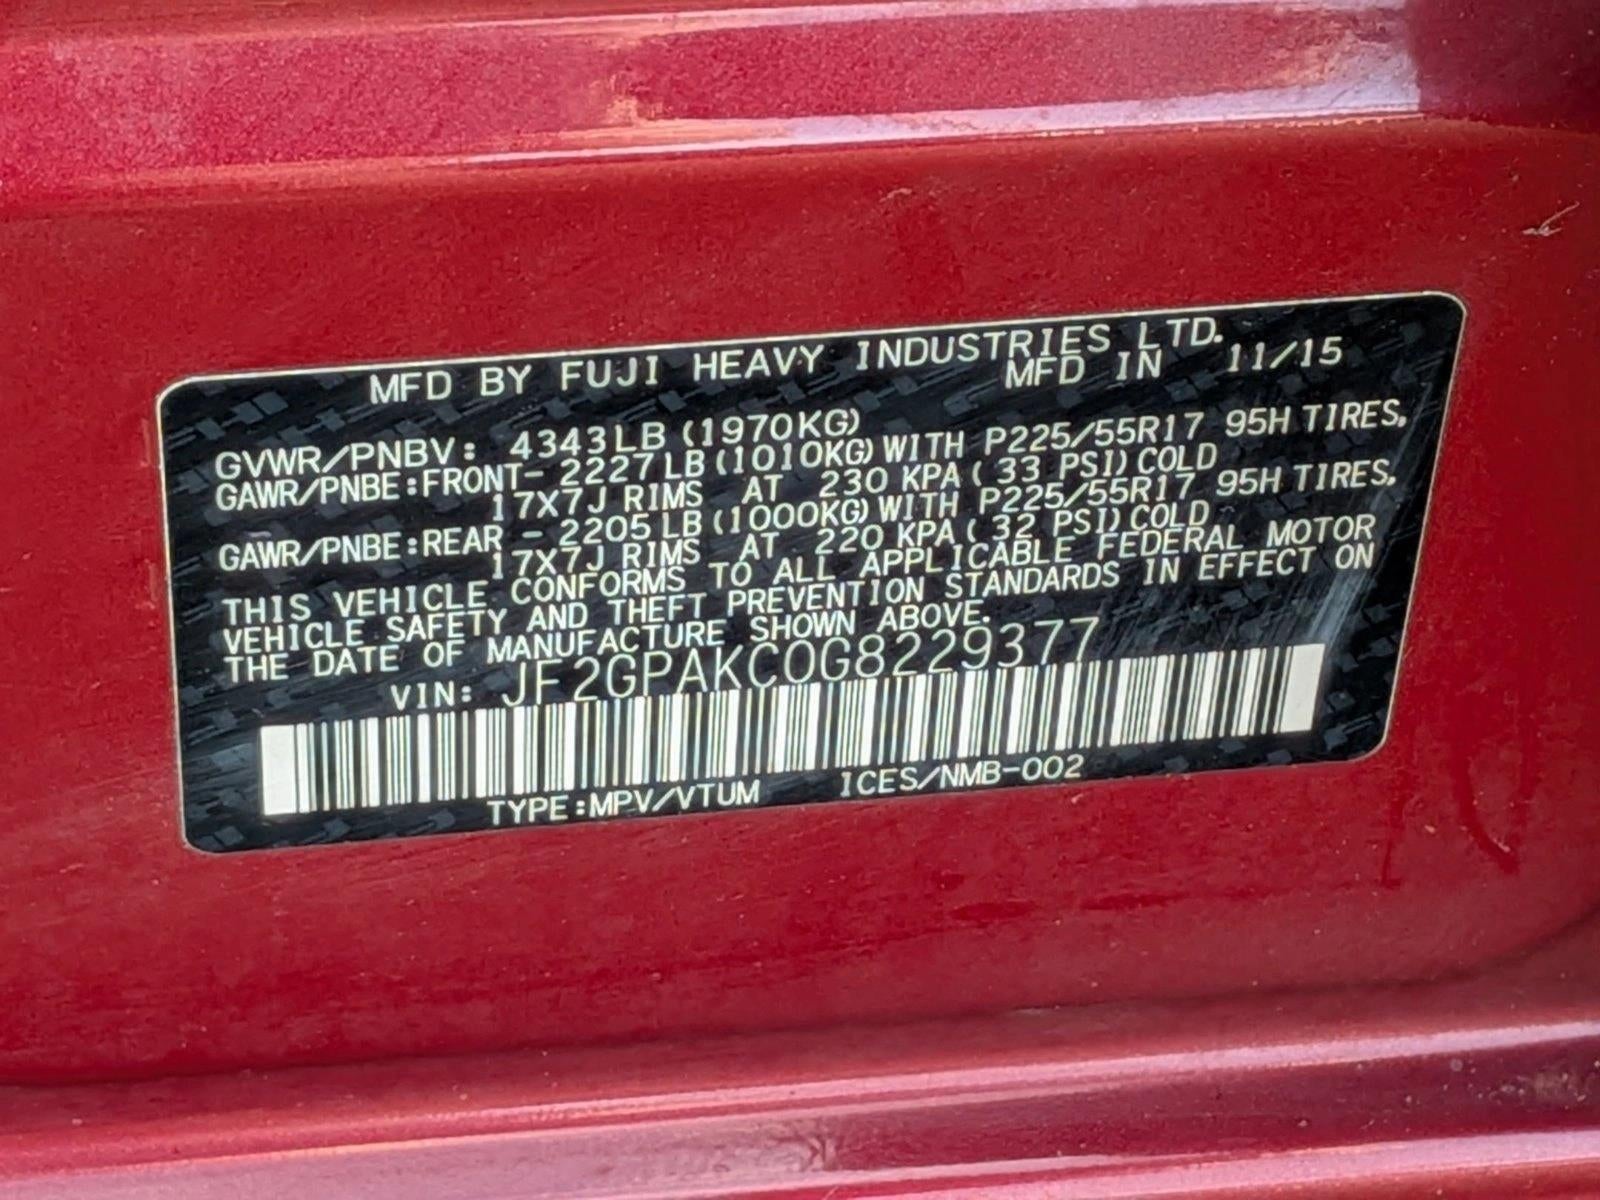 MFD BY FUJI HEAVY INDUSTRIES LTD.
MFD IN 11/15
GVWR/PNBV: 4343LB (1970KG)
GAWR/PNBE:FRONT- 2227LB (1010KG) WITH P225/55R17 95H TIRES,
17X7J RIMS AT 230 KPA ( 33 PSI) COLD
GAWR/PNBE:REAR - 2205LB (1000KG) WITH P225/55R17 95H TIRES,
17X7J RIMS AT 220 KPA ( 32 PSI) COLD
THIS VEHICLE CONFORMS TO ALL APPLICABLE FEDERAL MOTOR
VEHICLE SAFETY AND THEFT PREVENTION STANDARDS IN EFFECT ON
THE DATE OF MANUFACTURE SHOWN ABOVE.
VIN: JF2GPAKC0G8229377
TYPE:MPV/VTUM ICES/NMB-002